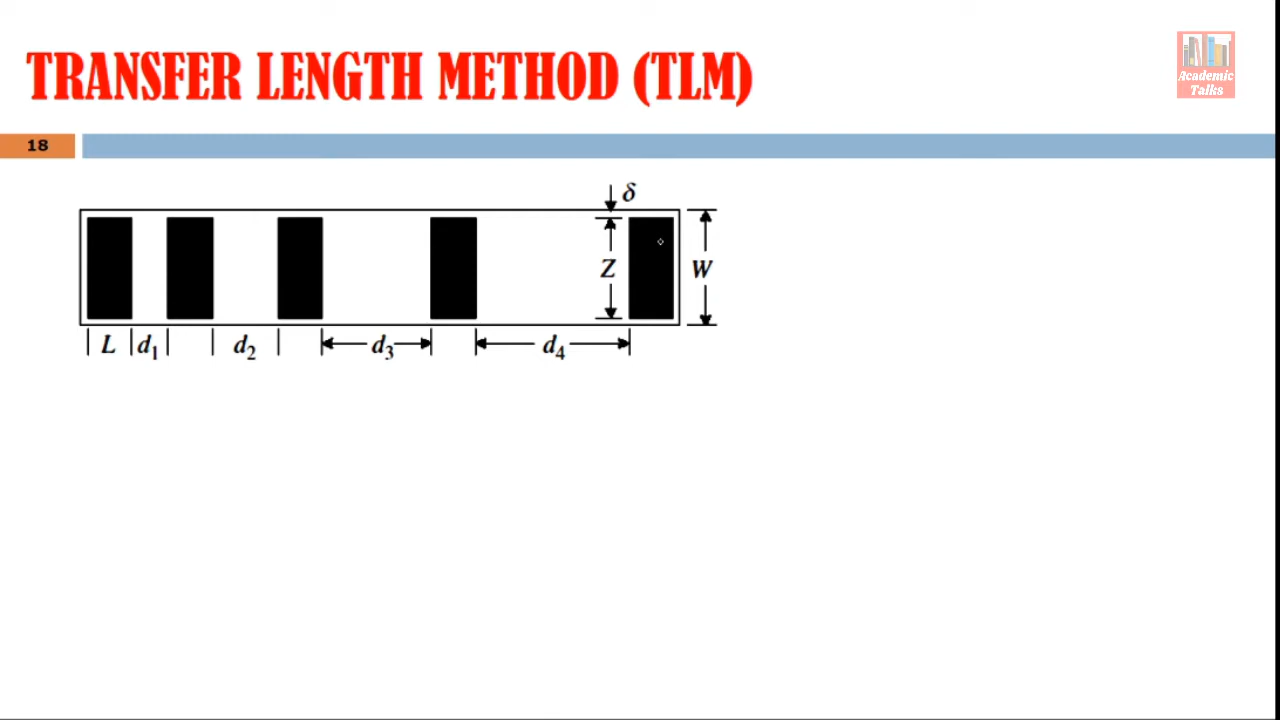 TRANSFER LENGTH METHOD (TLM)
Academic
Talks
18
δ
Z
W
L d₁ d₂ d₃ d₄